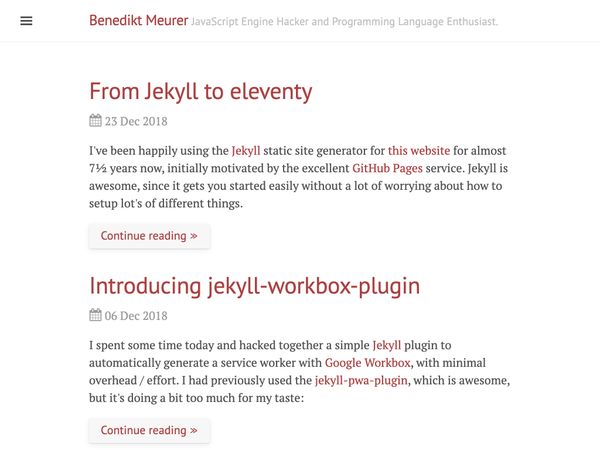 Benedikt Meurer JavaScript Engine Hacker and Programming Language Enthusiast.
From Jekyll to eleventy
23 Dec 2018
I've been happily using the Jekyll static site generator for this website for almost
7½ years now, initially motivated by the excellent GitHub Pages service. Jekyll is
awesome, since it gets you started easily without a lot of worrying about how to
setup lot's of different things.
Continue reading »
Introducing jekyll-workbox-plugin
06 Dec 2018
I spent some time today and hacked together a simple Jekyll plugin to
automatically generate a service worker with Google Workbox, with minimal
overhead / effort. I had previously used the jekyll-pwa-plugin, which is awesome,
but it's doing a bit too much for my taste:
Continue reading »